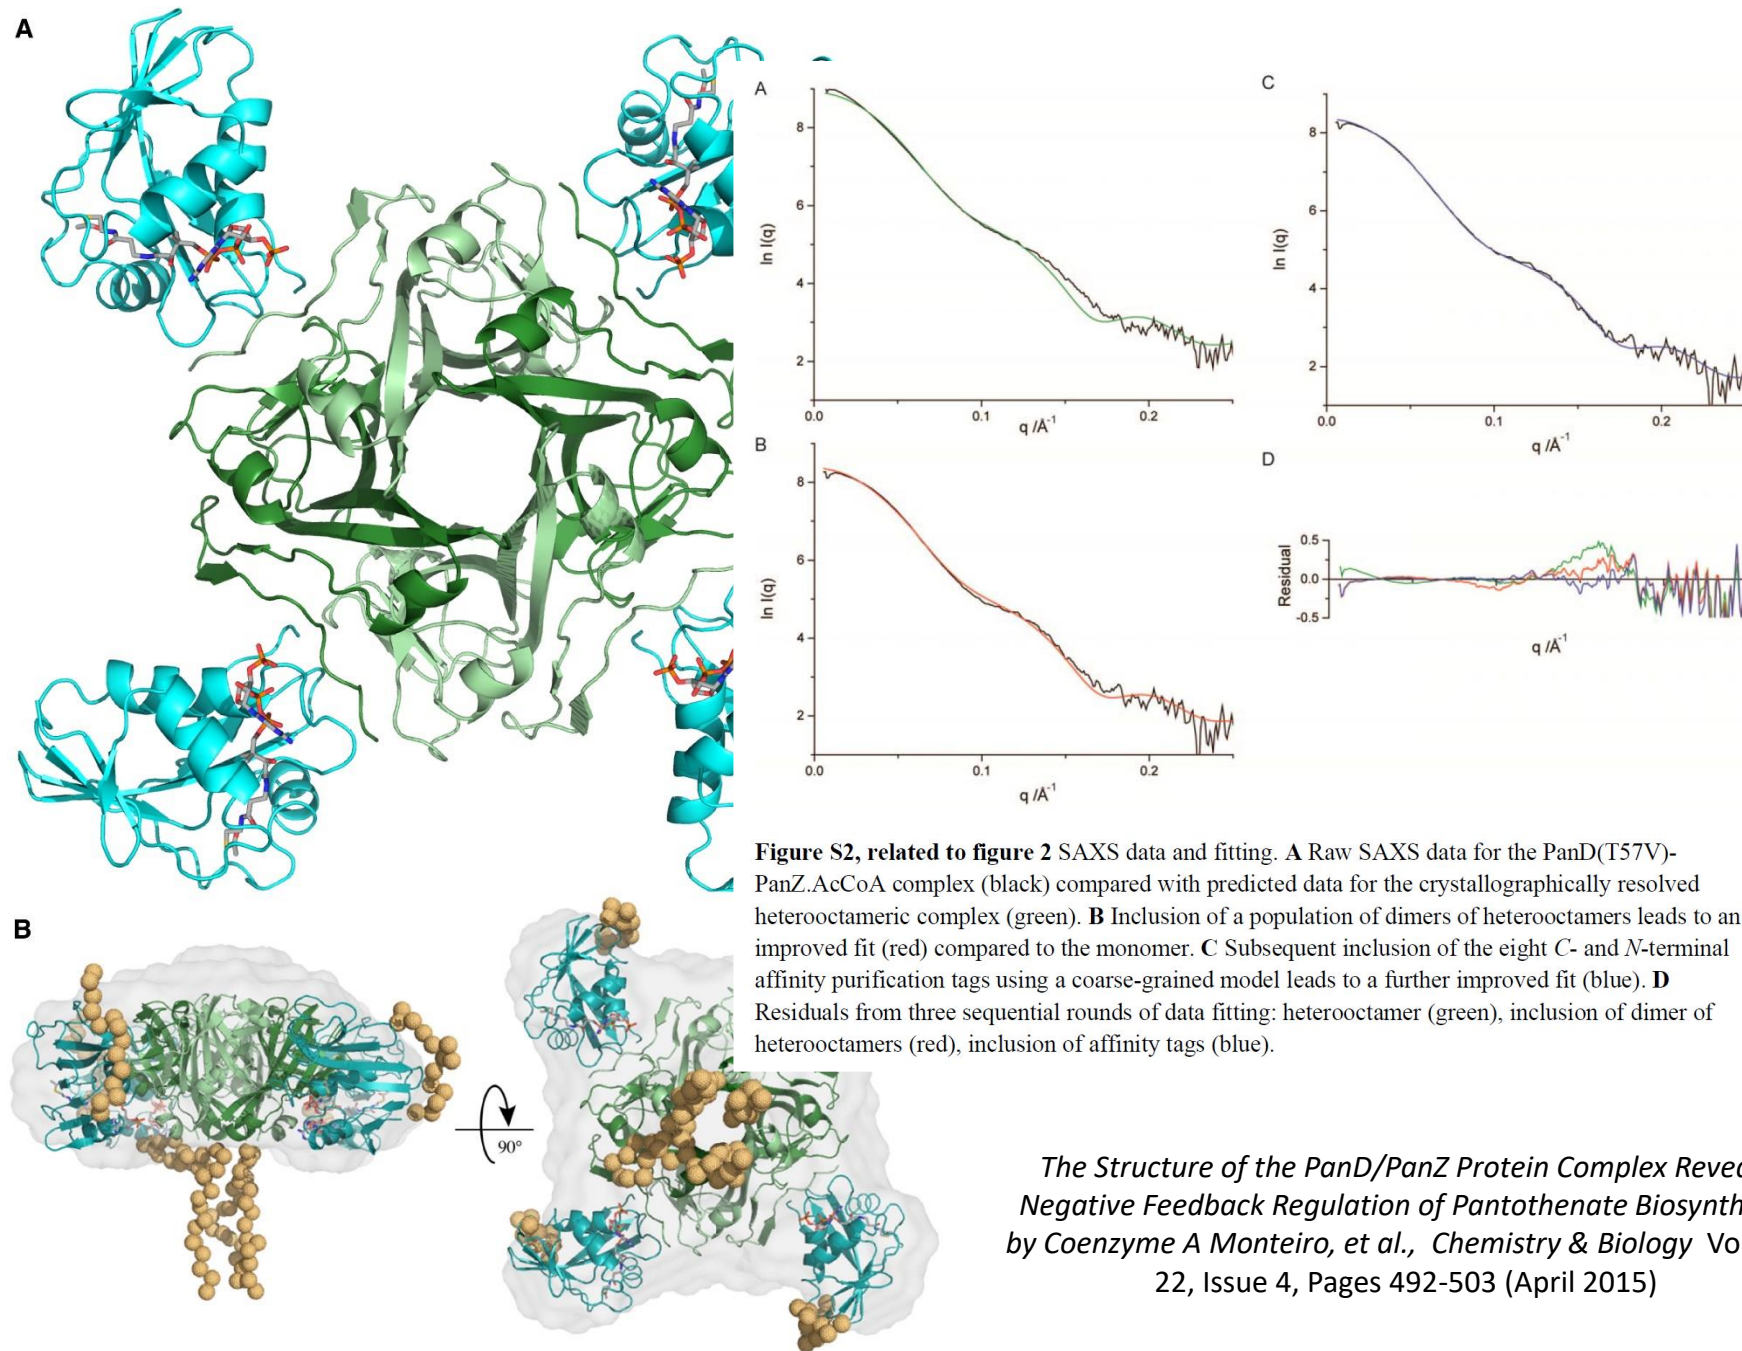 A
A
8
6
4
2
ln I(q)
0.0 0.1 0.2
q /Å⁻¹
C
8
6
4
2
ln I(q)
0.0 0.1 0.2
q /Å⁻¹
B
8
6
4
2
ln I(q)
0.0 0.1 0.2
q /Å⁻¹
D
0.5
0.0
-0.5
Residual
q /Å⁻¹
Figure S2, related to figure 2 SAXS data and fitting. A Raw SAXS data for the PanD(T57V)-
PanZ.AcCoA complex (black) compared with predicted data for the crystallographically resolved
heterooctameric complex (green). B Inclusion of a population of dimers of heterooctamers leads to an
improved fit (red) compared to the monomer. C Subsequent inclusion of the eight C- and N-terminal
affinity purification tags using a coarse-grained model leads to a further improved fit (blue). D
Residuals from three sequential rounds of data fitting: heterooctamer (green), inclusion of dimer of
heterooctamers (red), inclusion of affinity tags (blue).
B
90°
The Structure of the PanD/PanZ Protein Complex
Negative Feedback Regulation of Pantothenate
by Coenzyme A Monteiro, et al., Chemistry & Biology
22, Issue 4, Pages 492-503 (April 2015)